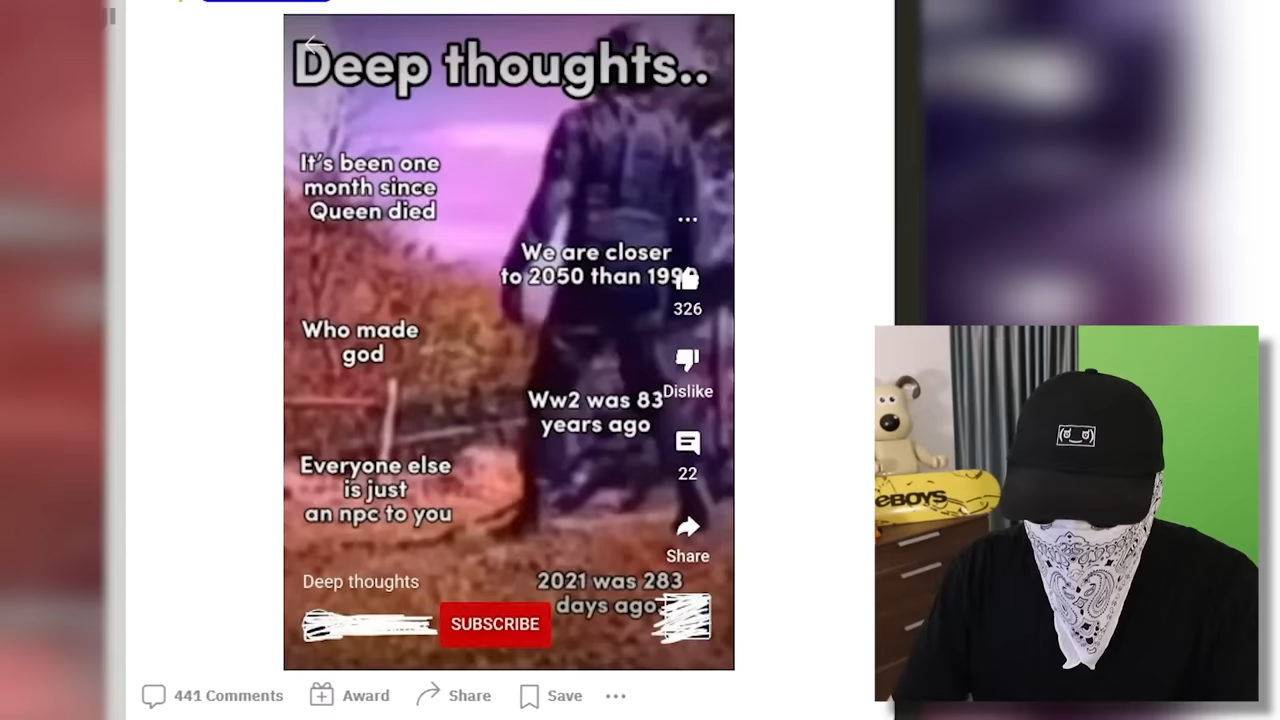 Deep thoughts..
It's been one
month since
Queen died
We are closer
to 2050 than 199
326
Who made
god
Dislike
Ww2 was 83
years ago
22
Everyone else
is just
an npc to you
Share
Deep thoughts
2021 was 283
days ago.
SUBSCRIBE
eBOYS
441 Comments
Award
Share
Save